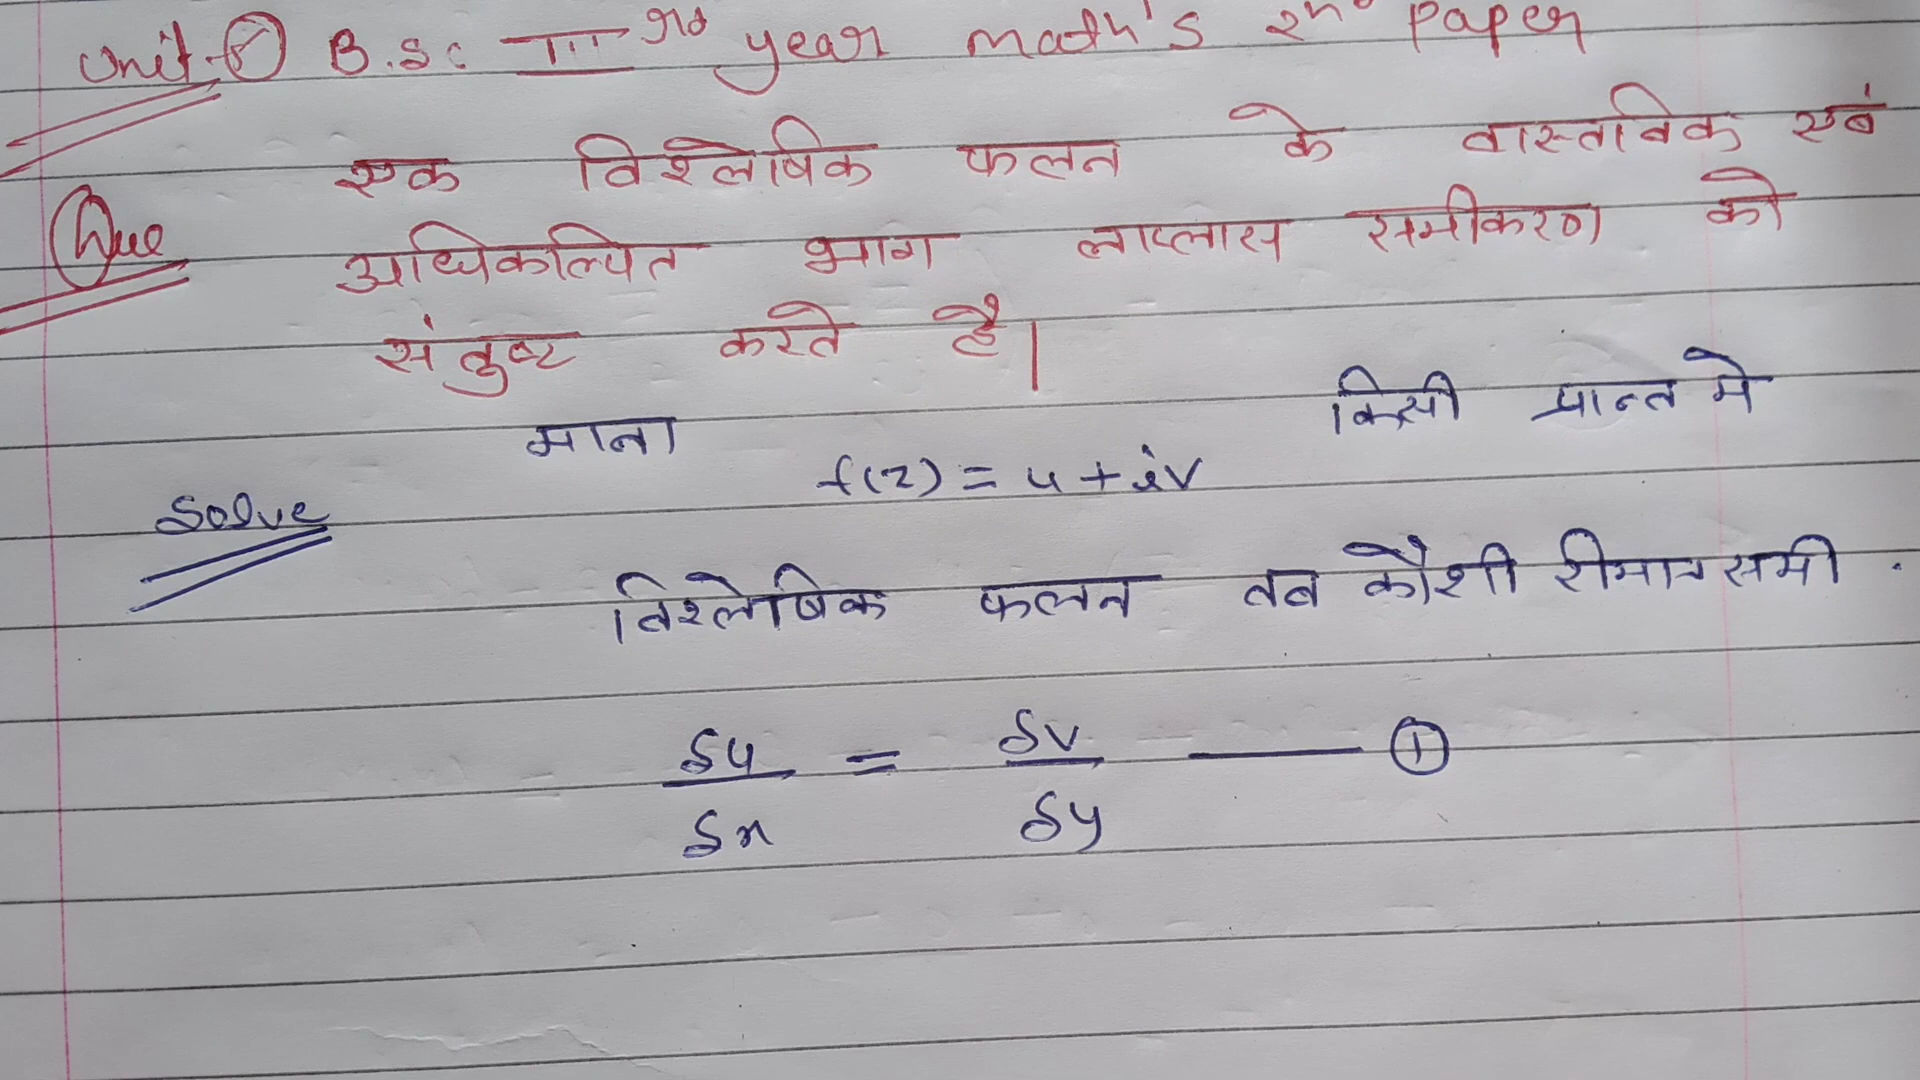 Unit-5 B.Sc III rd year math's 2nd Paper
एक विश्लेषिक फलन के वास्तविक एवं
Que अधिकल्पित भाग लाप्लास समीकरण को
संतुष्ट करते है।
माना f(z) = u + iv किसी प्रान्त मे
Solve
विश्लेषिक फलन तब कौशी रीमान समी.
δu/δx = δv/δy —— ①